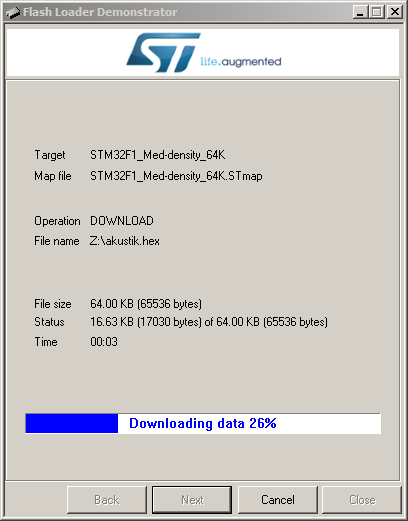 Flash Loader Demonstrator
ST
life.augmented
Target STM32F1_Med-density_64K
Map file STM32F1_Med-density_64K.STmap
Operation DOWNLOAD
File name Z:\akustik.hex
File size 64.00 KB (65536 bytes)
Status 16.63 KB (17030 bytes) of 64.00 KB (65536 bytes)
Time 00:03
Downloading data 26%
Back Next Cancel Close